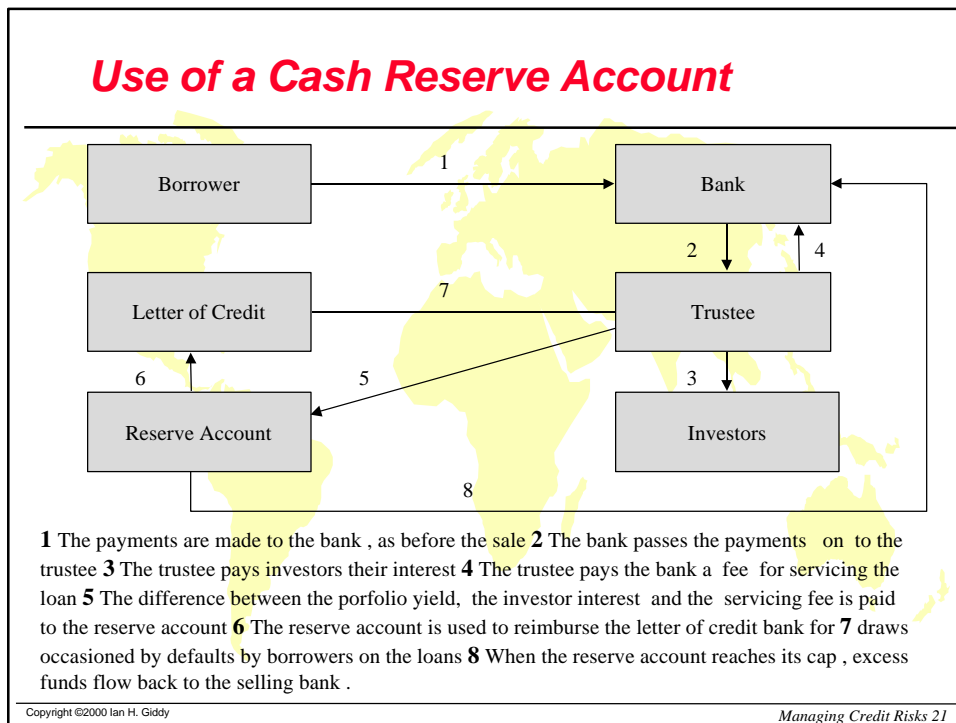 Use of a Cash Reserve Account
1
Borrower
Bank
2
4
7
Letter of Credit
Trustee
6
5
3
Reserve Account
Investors
8
1 The payments are made to the bank , as before the sale 2 The bank passes the payments on to the
trustee 3 The trustee pays investors their interest 4 The trustee pays the bank a fee for servicing the
loan 5 The difference between the porfolio yield, the investor interest and the servicing fee is paid
to the reserve account 6 The reserve account is used to reimburse the letter of credit bank for 7 draws
occasioned by defaults by borrowers on the loans 8 When the reserve account reaches its cap , excess
funds flow back to the selling bank .
Copyright ©2000 Ian H. Giddy
Managing Credit Risks 21